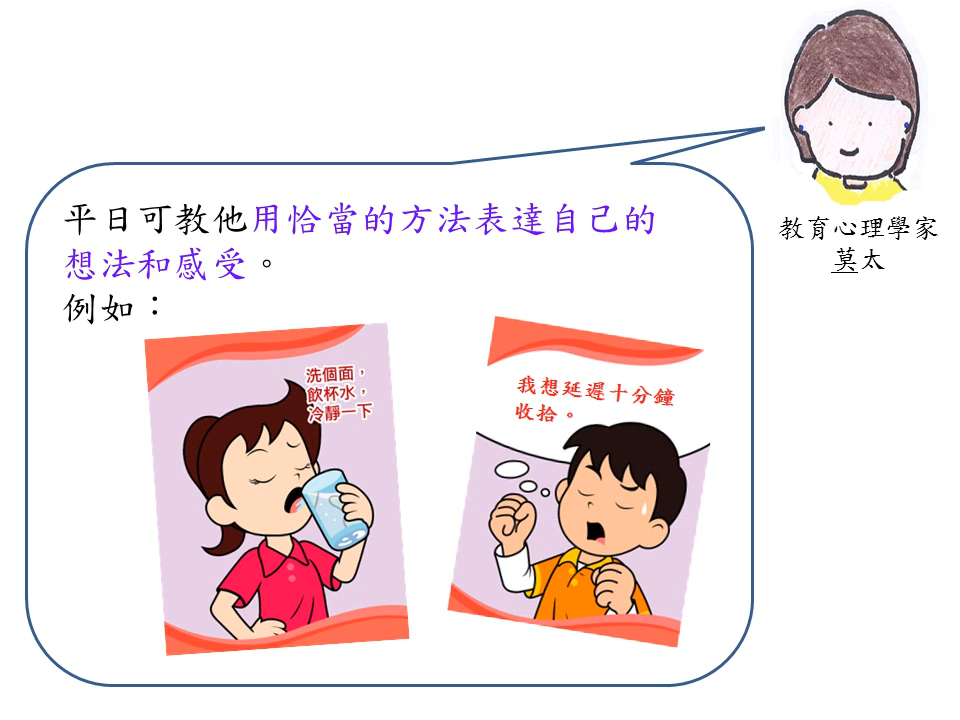 平日可教他用恰當的方法表達自己的
想法和感受。
例如：
洗個面，
飲杯水，
冷靜一下
我想延遲十分鐘
收拾。
教育心理學家
莫太